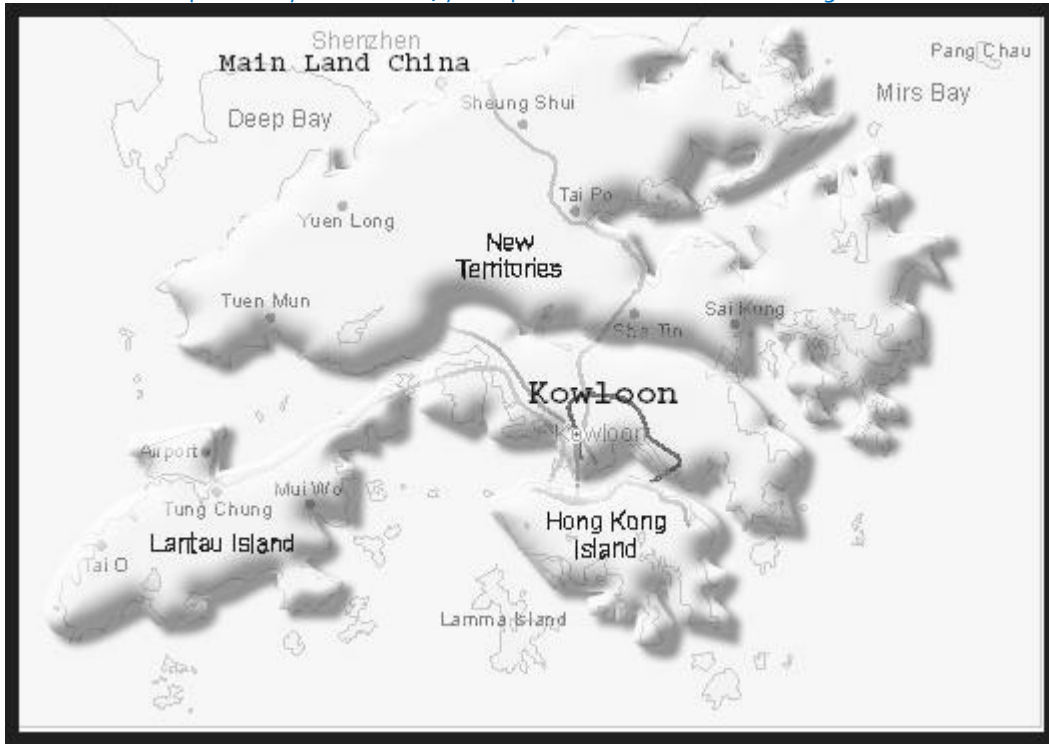 Shenzhen
Main Land China
Pang Chau
Mirs Bay
Sheung Shui
Deep Bay
Tai Po
Yuen Long
New
Territories
Tuen Mun
Sai Kung
Sha Tin
Kowloon
Kowloon
Airport
Mui Wo
Tung Chung
Hong Kong
Island
Lantau Island
Tai O
Lamma Island